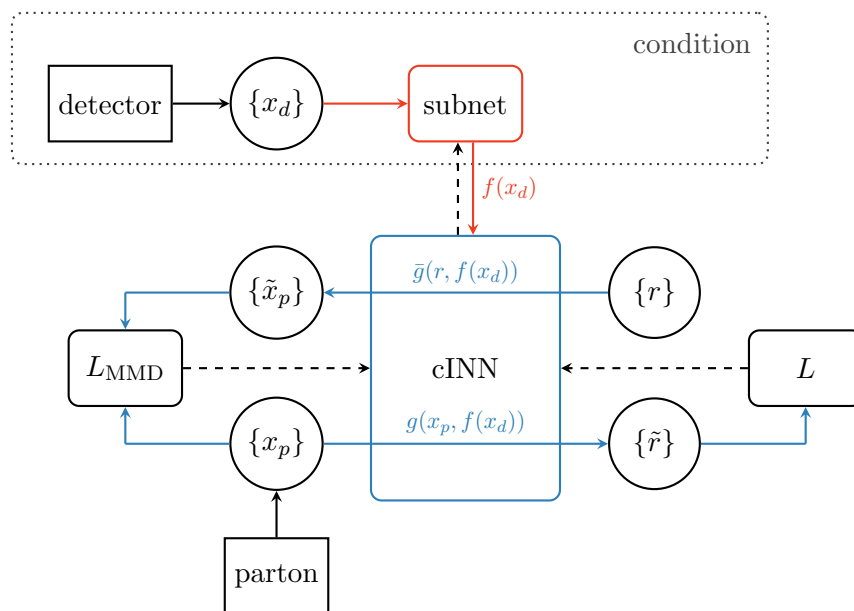 condition
detector
{x_d}
subnet
f(x_d)
{x̃_p}
ḡ(r, f(x_d))
{r}
L_MMD
cINN
L
{x_p}
g(x_p, f(x_d))
{r̃}
parton